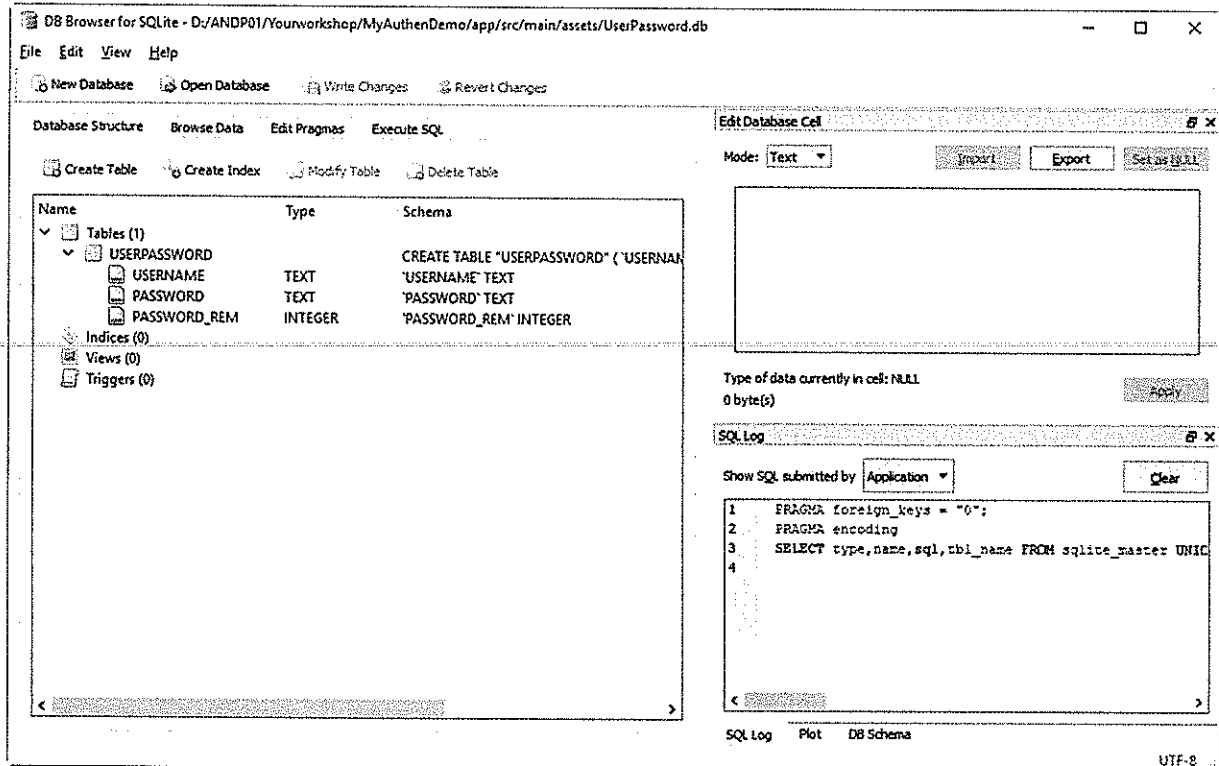 DB Browser for SQLite - D:/ANDP01/Yourworkshop/MyAuthenDemo/app/src/main/assets/UserPassword.db
File Edit View Help
New Database Open Database Write Changes Revert Changes
Database Structure Browse Data Edit Pragmas Execute SQL
Create Table Create Index Modify Table Delete Table
Name Type Schema
Tables (1)
USERPASSWORD CREATE TABLE "USERPASSWORD" ( `USERNAM
USERNAME TEXT `USERNAME` TEXT
PASSWORD TEXT `PASSWORD` TEXT
PASSWORD_REM INTEGER `PASSWORD_REM` INTEGER
Indices (0)
Views (0)
Triggers (0)
Edit Database Cell
Mode: Text Import Export Set as NULL
Type of data currently in cell: NULL
0 byte(s)
Apply
SQL Log
Show SQL submitted by Application Clear
1 PRAGMA foreign_keys = "0";
2 PRAGMA encoding
3 SELECT type,name,sql,tbl_name FROM sqlite_master UNIO
4
SQL Log Plot DB Schema
UTF-8